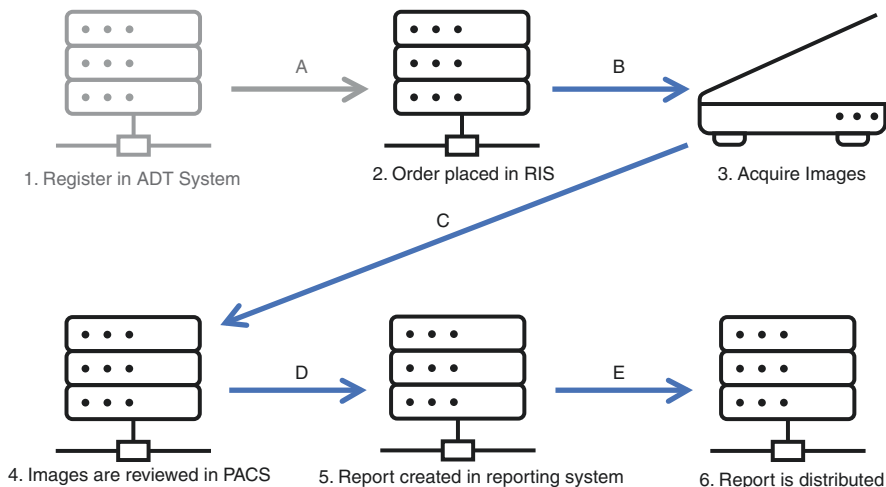 A
B
1. Register in ADT System
2. Order placed in RIS
3. Acquire Images
C
D
E
4. Images are reviewed in PACS
5. Report created in reporting system
6. Report is distributed